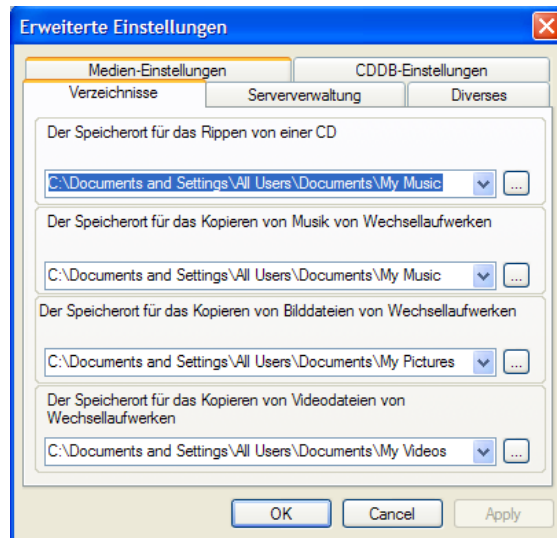 Erweiterte Einstellungen
Medien-Einstellungen
CDDB-Einstellungen
Verzeichnisse
Serververwaltung
Diverses
Der Speicherort für das Rippen von einer CD
C:\Documents and Settings\All Users\Documents\My Music
...
Der Speicherort für das Kopieren von Musik von Wechsellaufwerken
C:\Documents and Settings\All Users\Documents\My Music
...
Der Speicherort für das Kopieren von Bilddateien von Wechsellaufwerken
C:\Documents and Settings\All Users\Documents\My Pictures
...
Der Speicherort für das Kopieren von Videodateien von
Wechsellaufwerken
C:\Documents and Settings\All Users\Documents\My Videos
...
OK
Cancel
Apply